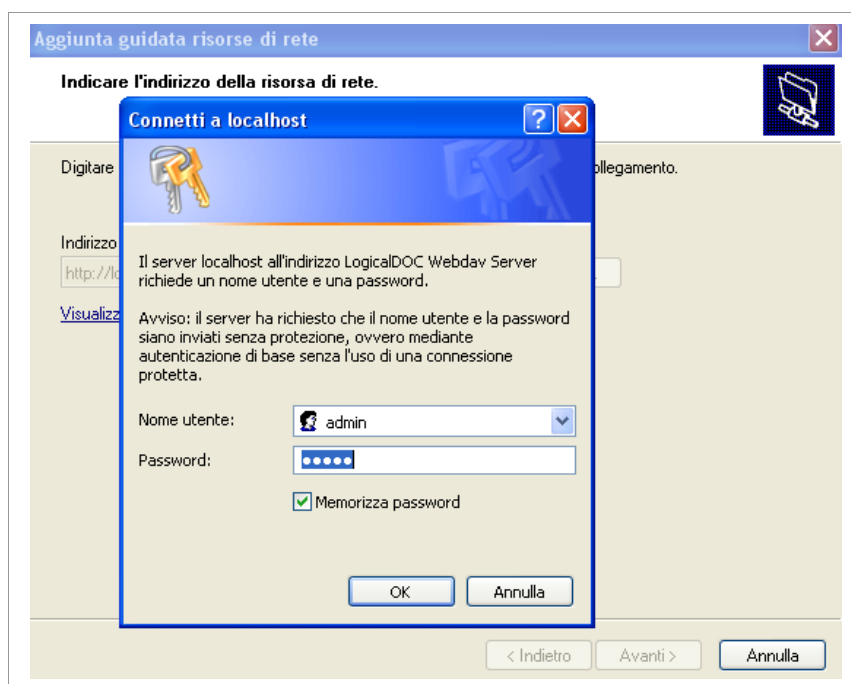 Aggiunta guidata risorse di rete
Indicare l'indirizzo della risorsa di rete.
Connetti a localhost
Digitare
ollegamento.
Il server localhost all'indirizzo LogicalDOC Webdav Server
richiede un nome utente e una password.
Indirizzo
http://lo
Visualizz
Avviso: il server ha richiesto che il nome utente e la password
siano inviati senza protezione, ovvero mediante
autenticazione di base senza l'uso di una connessione
protetta.
Nome utente: admin
Password: •••••
Memorizza password
OK Annulla
< Indietro Avanti > Annulla